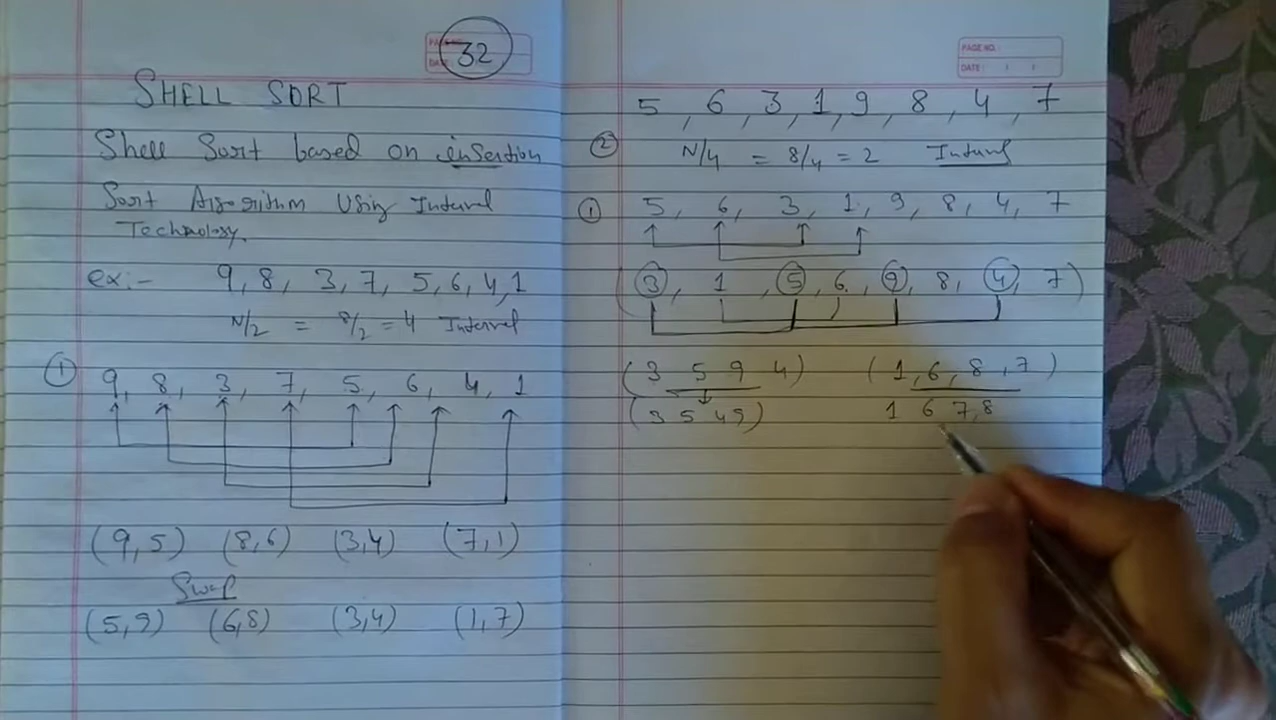 32
SHELL SORT
Shell Sort based on insertion
Sort Algorithm Using Interval
Technology.
ex:- 9, 8, 3, 7, 5, 6, 4, 1
N/2 = 8/2 = 4 Interval
① 9, 8, 3, 7, 5, 6, 4, 1
(9, 5) (8, 6) (3, 4) (7, 1)
Swap
(5, 9) (6, 8) (3, 4) (1, 7)
PAGE NO.
DATE: / /
5, 6, 3, 1, 9, 8, 4, 7
② N/4 = 8/4 = 2 Interval
① 5, 6, 3, 1, 9, 8, 4, 7
(3, 1, 5, 6, 9, 8, 4, 7)
(3 5 9 4) (1, 6, 8, 7)
(3 5 4 9) 1 6 7, 8